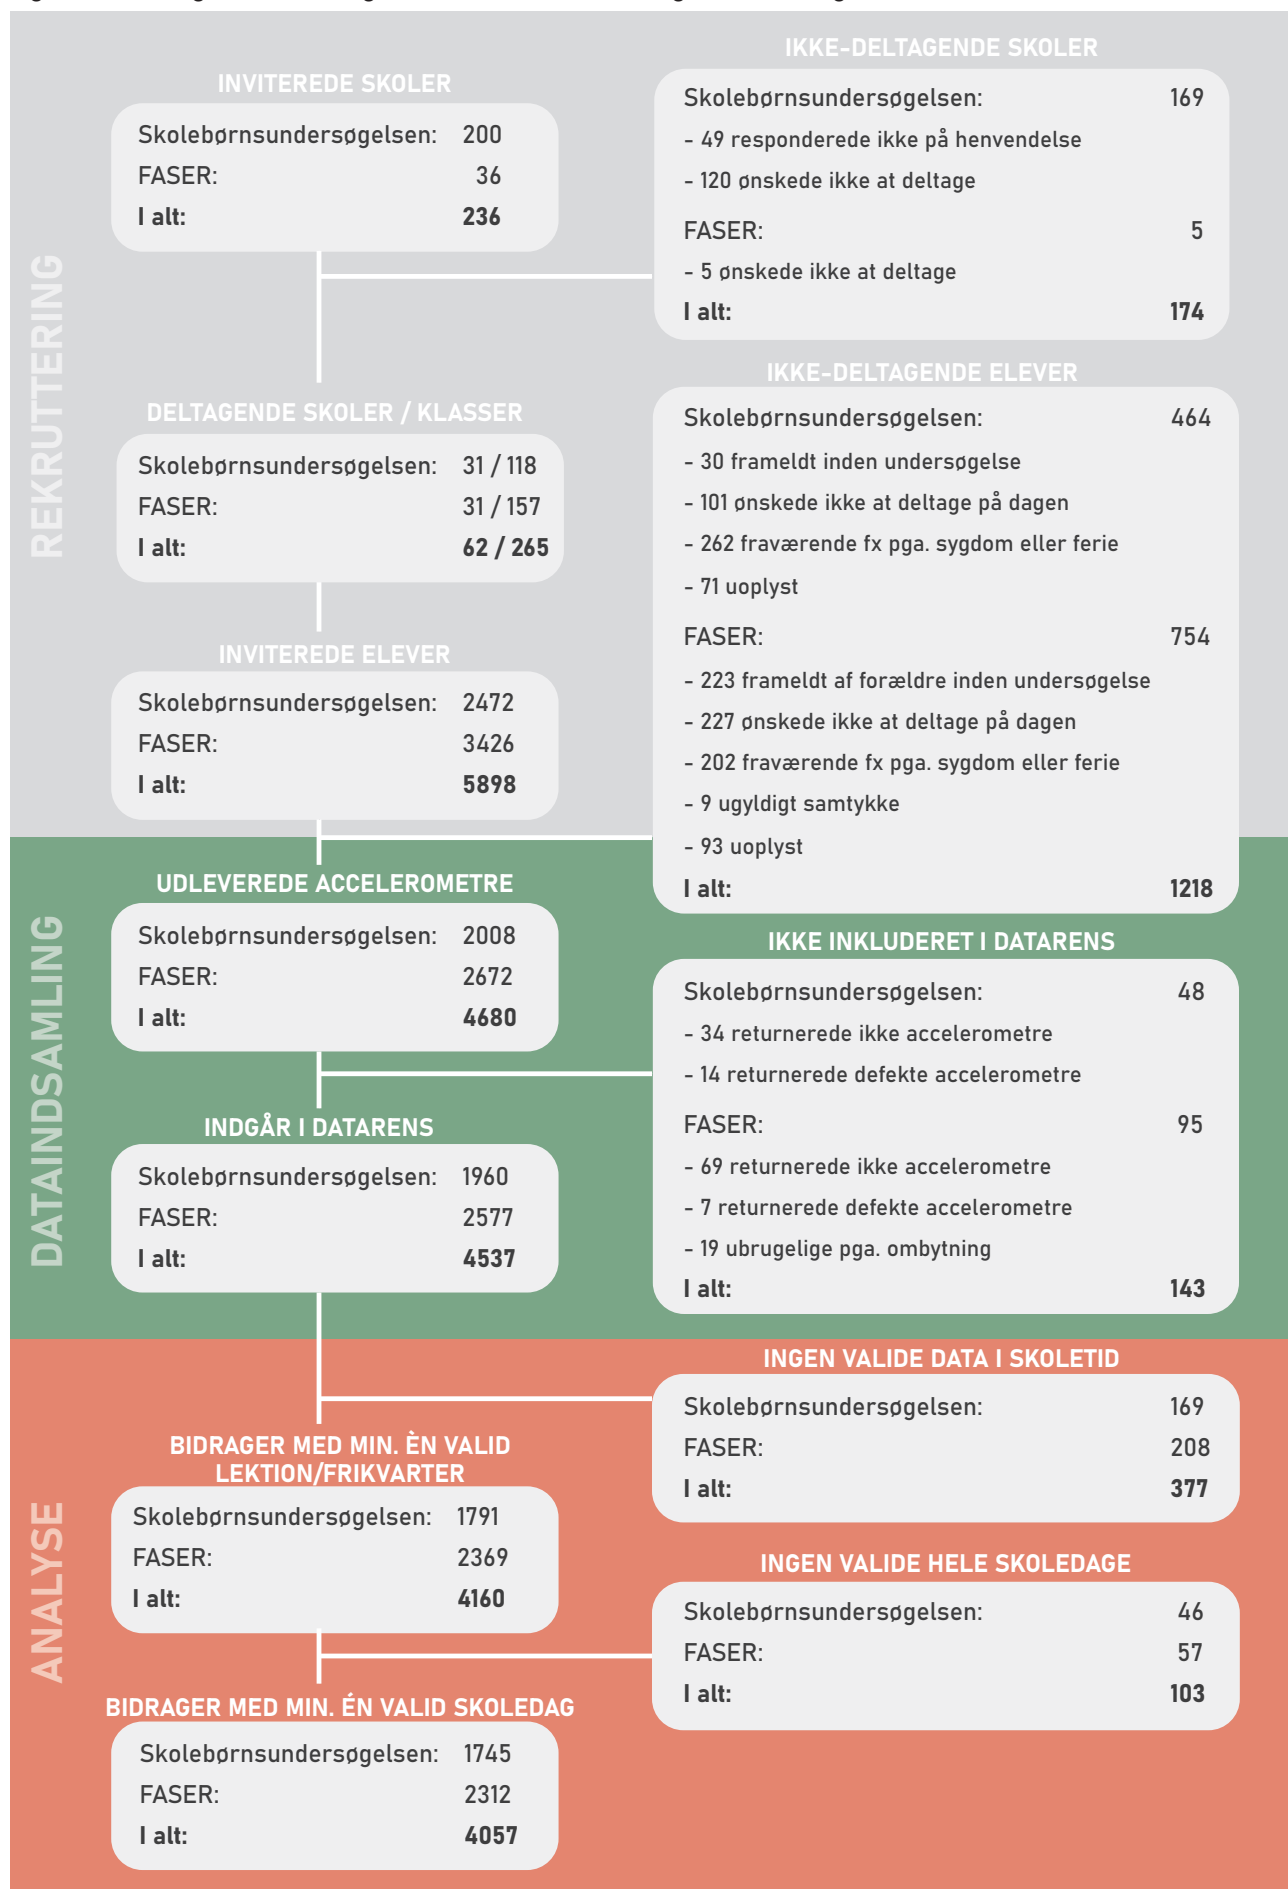 REKRUTTERING
INVITEREDE SKOLER
Skolebørnsundersøgelsen: 200
FASER: 36
I alt: 236
IKKE-DELTAGENDE SKOLER
Skolebørnsundersøgelsen: 169
- 49 responderede ikke på henvendelse
- 120 ønskede ikke at deltage
FASER: 5
- 5 ønskede ikke at deltage
I alt: 174
DELTAGENDE SKOLER / KLASSER
Skolebørnsundersøgelsen: 31 / 118
FASER: 31 / 157
I alt: 62 / 265
INVITEREDE ELEVER
Skolebørnsundersøgelsen: 2472
FASER: 3426
I alt: 5898
IKKE-DELTAGENDE ELEVER
Skolebørnsundersøgelsen: 464
- 30 frameldt inden undersøgelse
- 101 ønskede ikke at deltage på dagen
- 262 fraværende fx pga. sygdom eller ferie
- 71 uoplyst
FASER: 754
- 223 frameldt af forældre inden undersøgelse
- 227 ønskede ikke at deltage på dagen
- 202 fraværende fx pga. sygdom eller ferie
- 9 ugyldigt samtykke
- 93 uoplyst
I alt: 1218
DATAINDSAMLING
UDLEVEREDE ACCELEROMETRE
Skolebørnsundersøgelsen: 2008
FASER: 2672
I alt: 4680
IKKE INKLUDERET I DATARENS
Skolebørnsundersøgelsen: 48
- 34 returnerede ikke accelerometre
- 14 returnerede defekte accelerometre
FASER: 95
- 69 returnerede ikke accelerometre
- 7 returnerede defekte accelerometre
- 19 ubrugelige pga. ombytning
I alt: 143
INDGÅR I DATARENS
Skolebørnsundersøgelsen: 1960
FASER: 2577
I alt: 4537
ANALYSE
INGEN VALIDE DATA I SKOLETID
Skolebørnsundersøgelsen: 169
FASER: 208
I alt: 377
BIDRAGER MED MIN. ÈN VALID
LEKTION/FRIKVARTER
Skolebørnsundersøgelsen: 1791
FASER: 2369
I alt: 4160
INGEN VALIDE HELE SKOLEDAGE
Skolebørnsundersøgelsen: 46
FASER: 57
I alt: 103
BIDRAGER MED MIN. ÉN VALID SKOLEDAG
Skolebørnsundersøgelsen: 1745
FASER: 2312
I alt: 4057